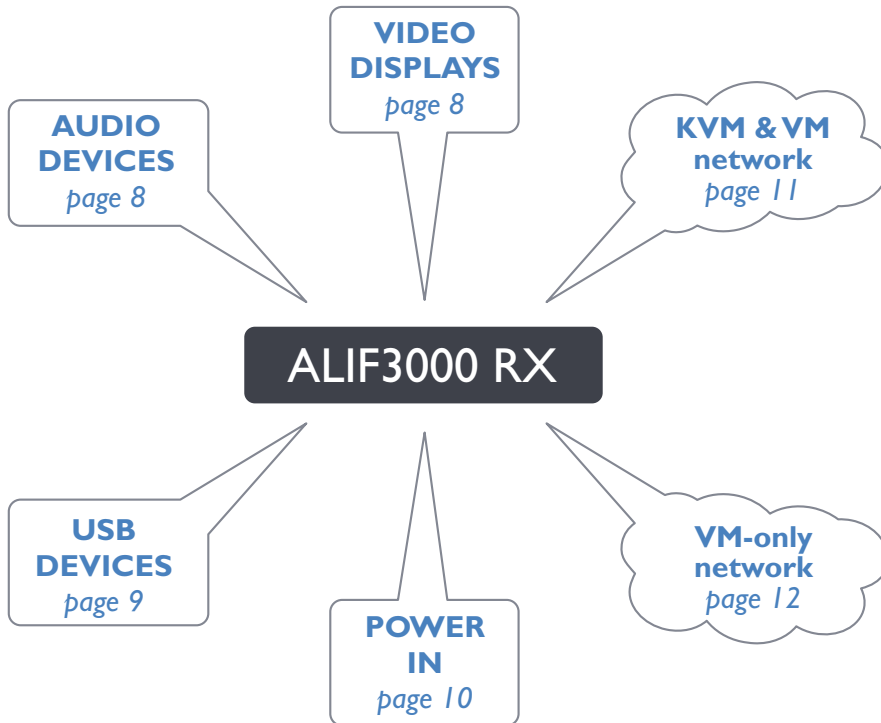 VIDEO
DISPLAYS
page 8
AUDIO
DEVICES
page 8
KVM & VM
network
page 11
ALIF3000 RX
USB
DEVICES
page 9
POWER
IN
page 10
VM-only
network
page 12